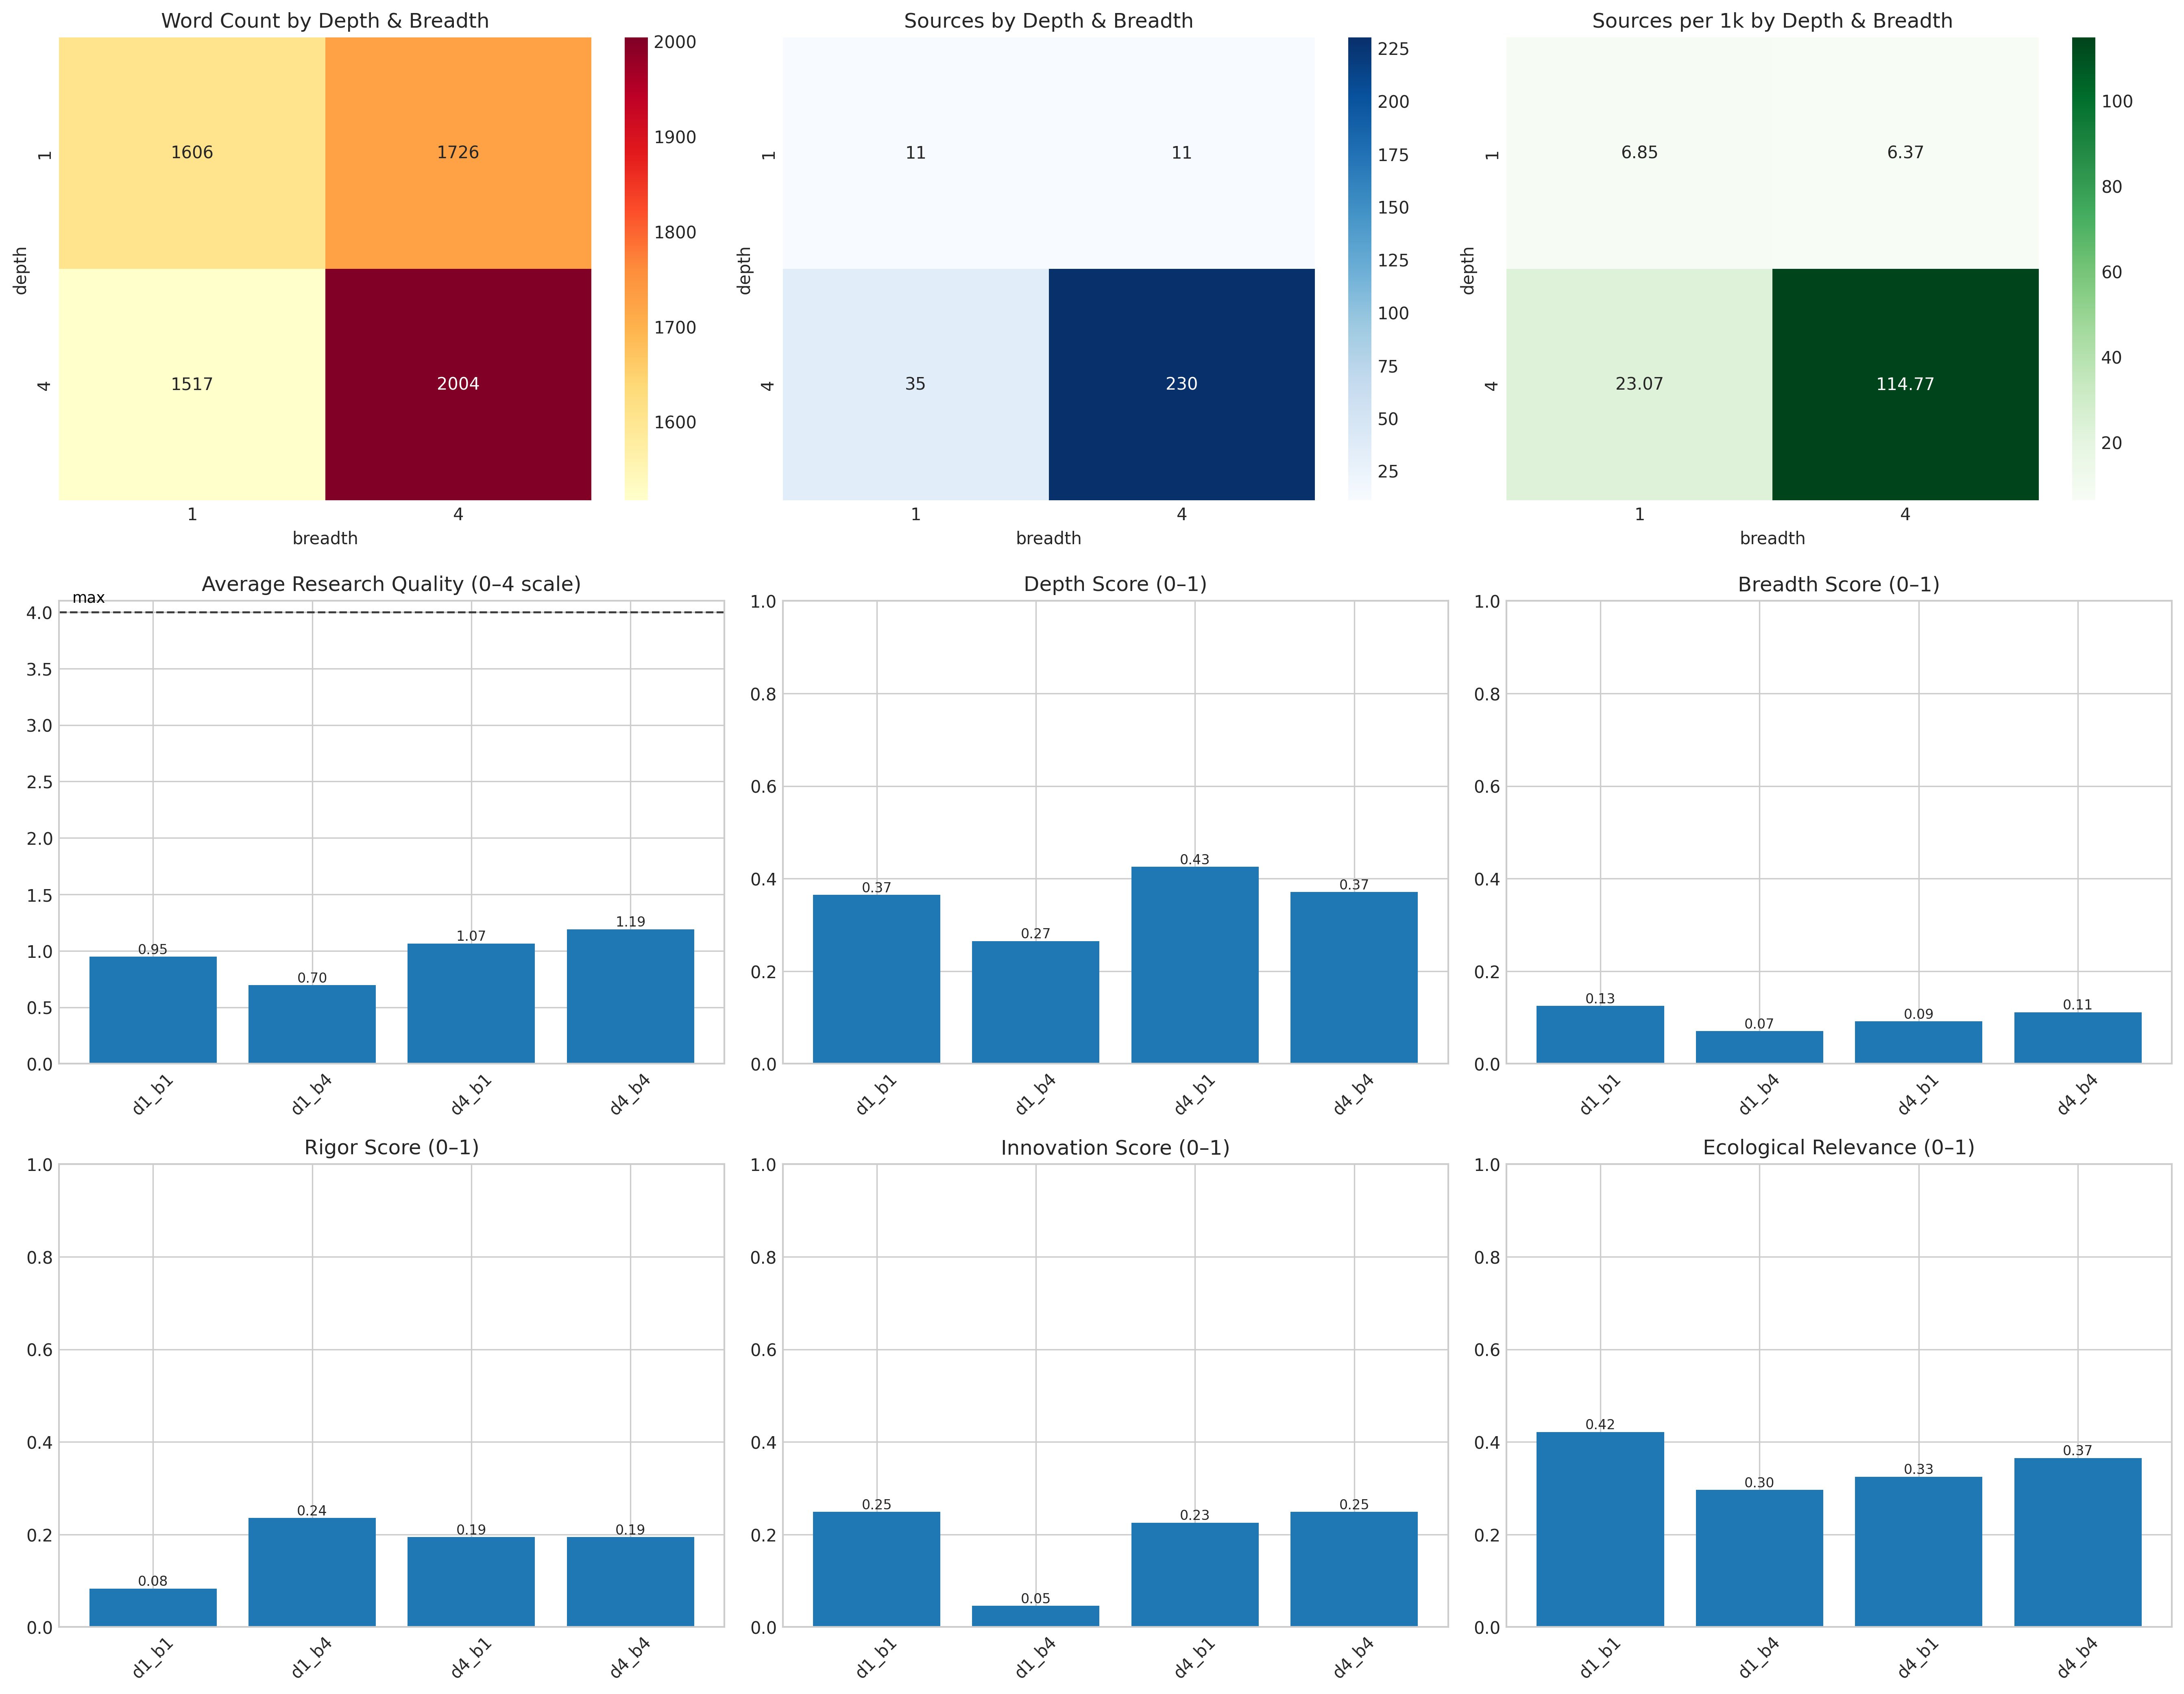 Word Count by Depth & Breadth
1606
1726
1517
2004
1
4
depth
1
4
breadth
2000
1900
1800
1700
1600
Sources by Depth & Breadth
11
11
35
230
1
4
depth
1
4
breadth
225
200
175
150
125
100
75
50
25
Sources per 1k by Depth & Breadth
6.85
6.37
23.07
114.77
1
4
depth
1
4
breadth
100
80
60
40
20
Average Research Quality (0–4 scale)
max
4.0
3.5
3.0
2.5
2.0
1.5
1.0
0.5
0.0
0.95
0.70
1.07
1.19
d1_b1
d1_b4
d4_b1
d4_b4
Depth Score (0–1)
1.0
0.8
0.6
0.4
0.2
0.0
0.37
0.27
0.43
0.37
d1_b1
d1_b4
d4_b1
d4_b4
Breadth Score (0–1)
1.0
0.8
0.6
0.4
0.2
0.0
0.13
0.07
0.09
0.11
d1_b1
d1_b4
d4_b1
d4_b4
Rigor Score (0–1)
1.0
0.8
0.6
0.4
0.2
0.0
0.08
0.24
0.19
0.19
d1_b1
d1_b4
d4_b1
d4_b4
Innovation Score (0–1)
1.0
0.8
0.6
0.4
0.2
0.0
0.25
0.05
0.23
0.25
d1_b1
d1_b4
d4_b1
d4_b4
Ecological Relevance (0–1)
1.0
0.8
0.6
0.4
0.2
0.0
0.42
0.30
0.33
0.37
d1_b1
d1_b4
d4_b1
d4_b4